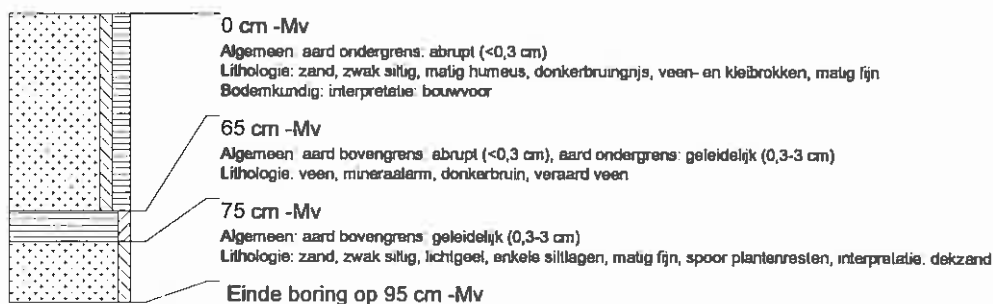 0 cm -Mv
Algemeen: aard ondergrens: abrupt (<0,3 cm)
Lithologie: zand, zwak siltig, matig humeus, donkerbruingrijs, veen- en kleibrokken, matig fijn
Bodemkundig: interpretatie: bouwvoor
65 cm -Mv
Algemeen: aard bovengrens: abrupt (<0,3 cm), aard ondergrens: geleidelijk (0,3-3 cm)
Lithologie: veen, mineraalarm, donkerbruin, veraard veen
75 cm -Mv
Algemeen: aard bovengrens: geleidelijk (0,3-3 cm)
Lithologie: zand, zwak siltig, lichtgeel, enkele siltlagen, matig fijn, spoor plantenresten, interpretatie: dekzand
Einde boring op 95 cm -Mv